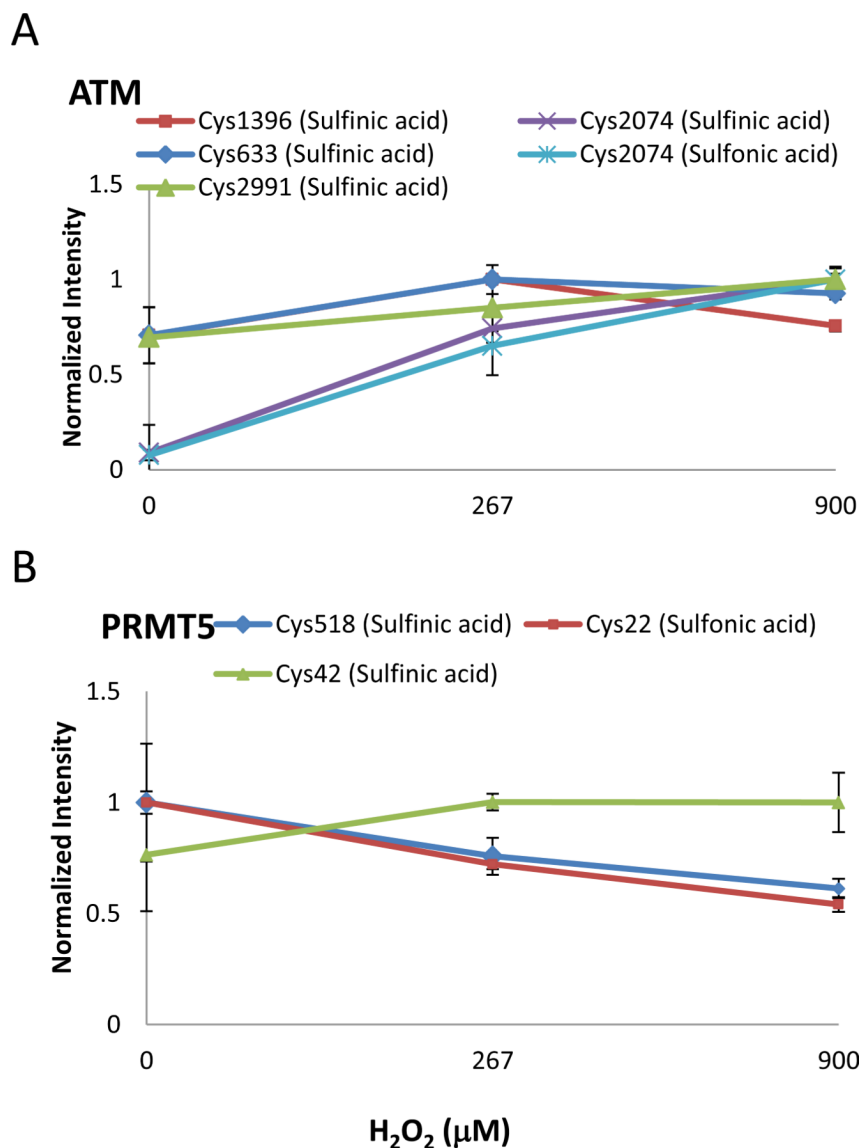 A
ATM
Cys1396 (Sulfinic acid) Cys2074 (Sulfinic acid)
Cys633 (Sulfinic acid) Cys2074 (Sulfonic acid)
Cys2991 (Sulfinic acid)
1.5
1
0.5
0
Normalized Intensity
0 267 900
B
PRMT5 Cys518 (Sulfinic acid) Cys22 (Sulfonic acid)
Cys42 (Sulfinic acid)
1.5
1
0.5
0
Normalized Intensity
0 267 900
H₂O₂ (μM)